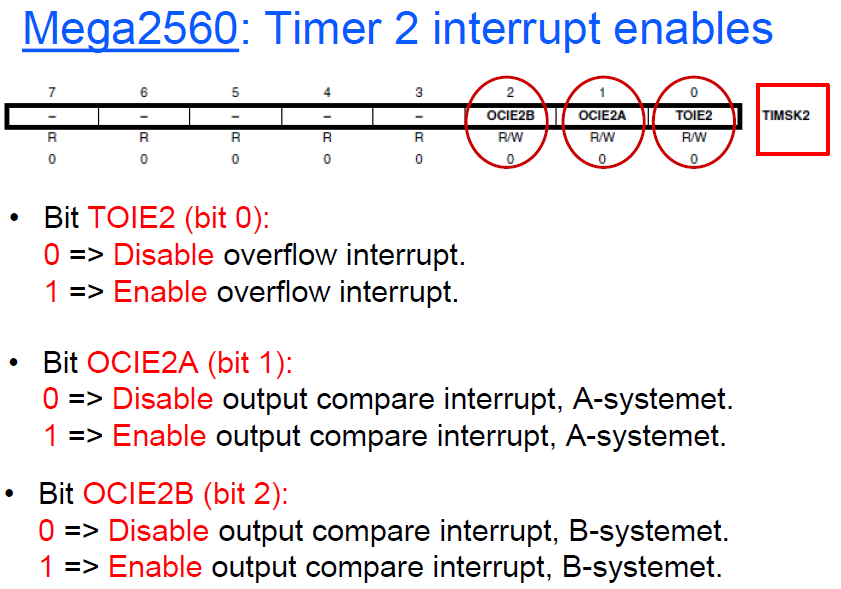 Mega2560: Timer 2 interrupt enables
7 6 5 4 3 2 1 0
– – – – – OCIE2B OCIE2A TOIE2 TIMSK2
R R R R R R/W R/W R/W
0 0 0 0 0 0 0 0
• Bit TOIE2 (bit 0):
0 => Disable overflow interrupt.
1 => Enable overflow interrupt.
• Bit OCIE2A (bit 1):
0 => Disable output compare interrupt, A-systemet.
1 => Enable output compare interrupt, A-systemet.
• Bit OCIE2B (bit 2):
0 => Disable output compare interrupt, B-systemet.
1 => Enable output compare interrupt, B-systemet.